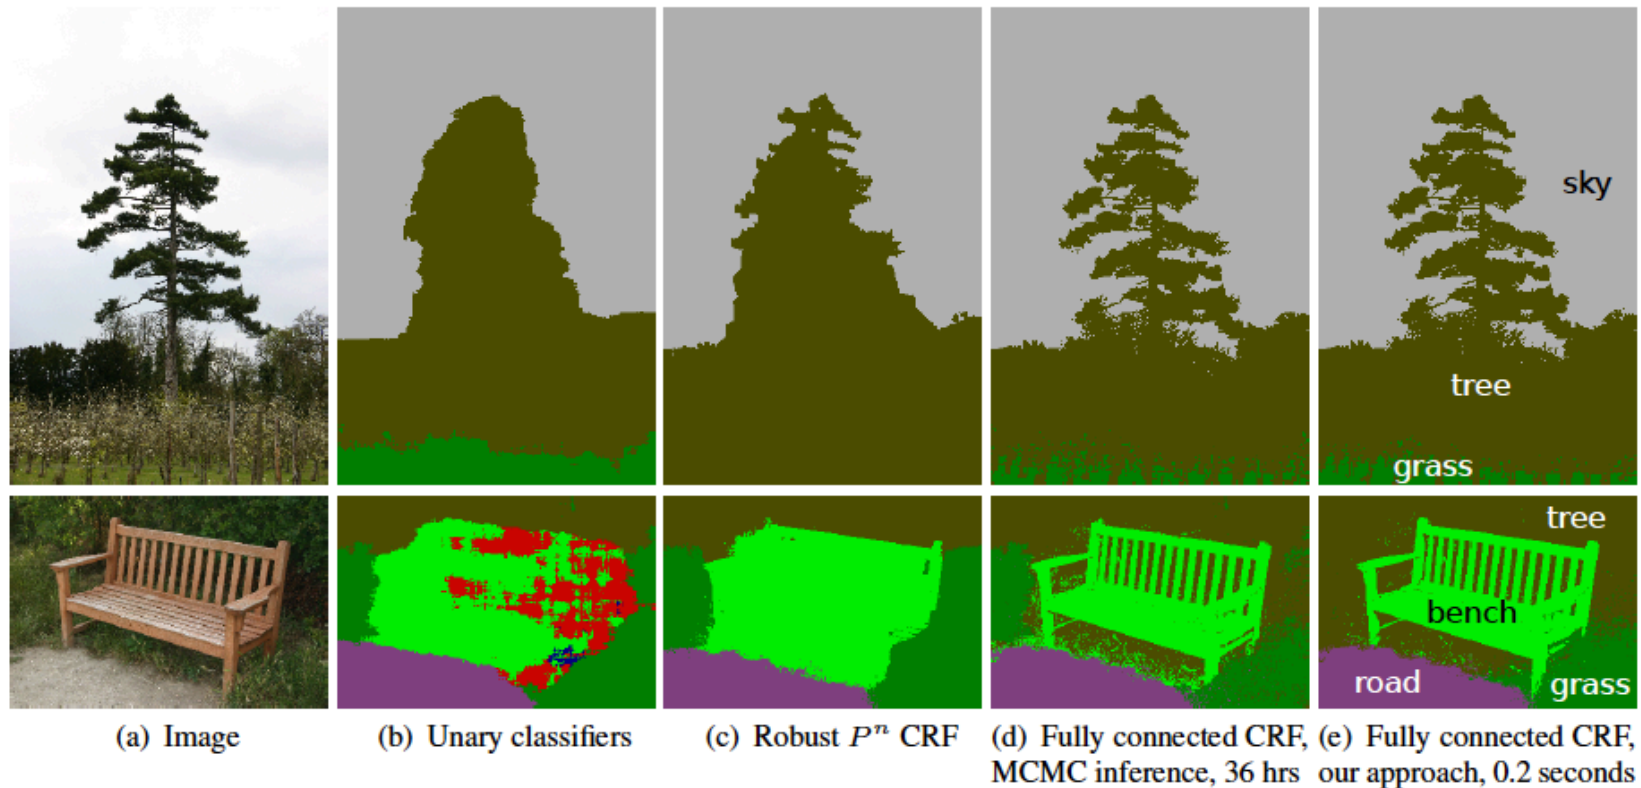 sky
tree
grass
tree
bench
road
grass
(a) Image
(b) Unary classifiers
(c) Robust Pⁿ CRF
(d) Fully connected CRF,
MCMC inference, 36 hrs
(e) Fully connected CRF,
our approach, 0.2 seconds